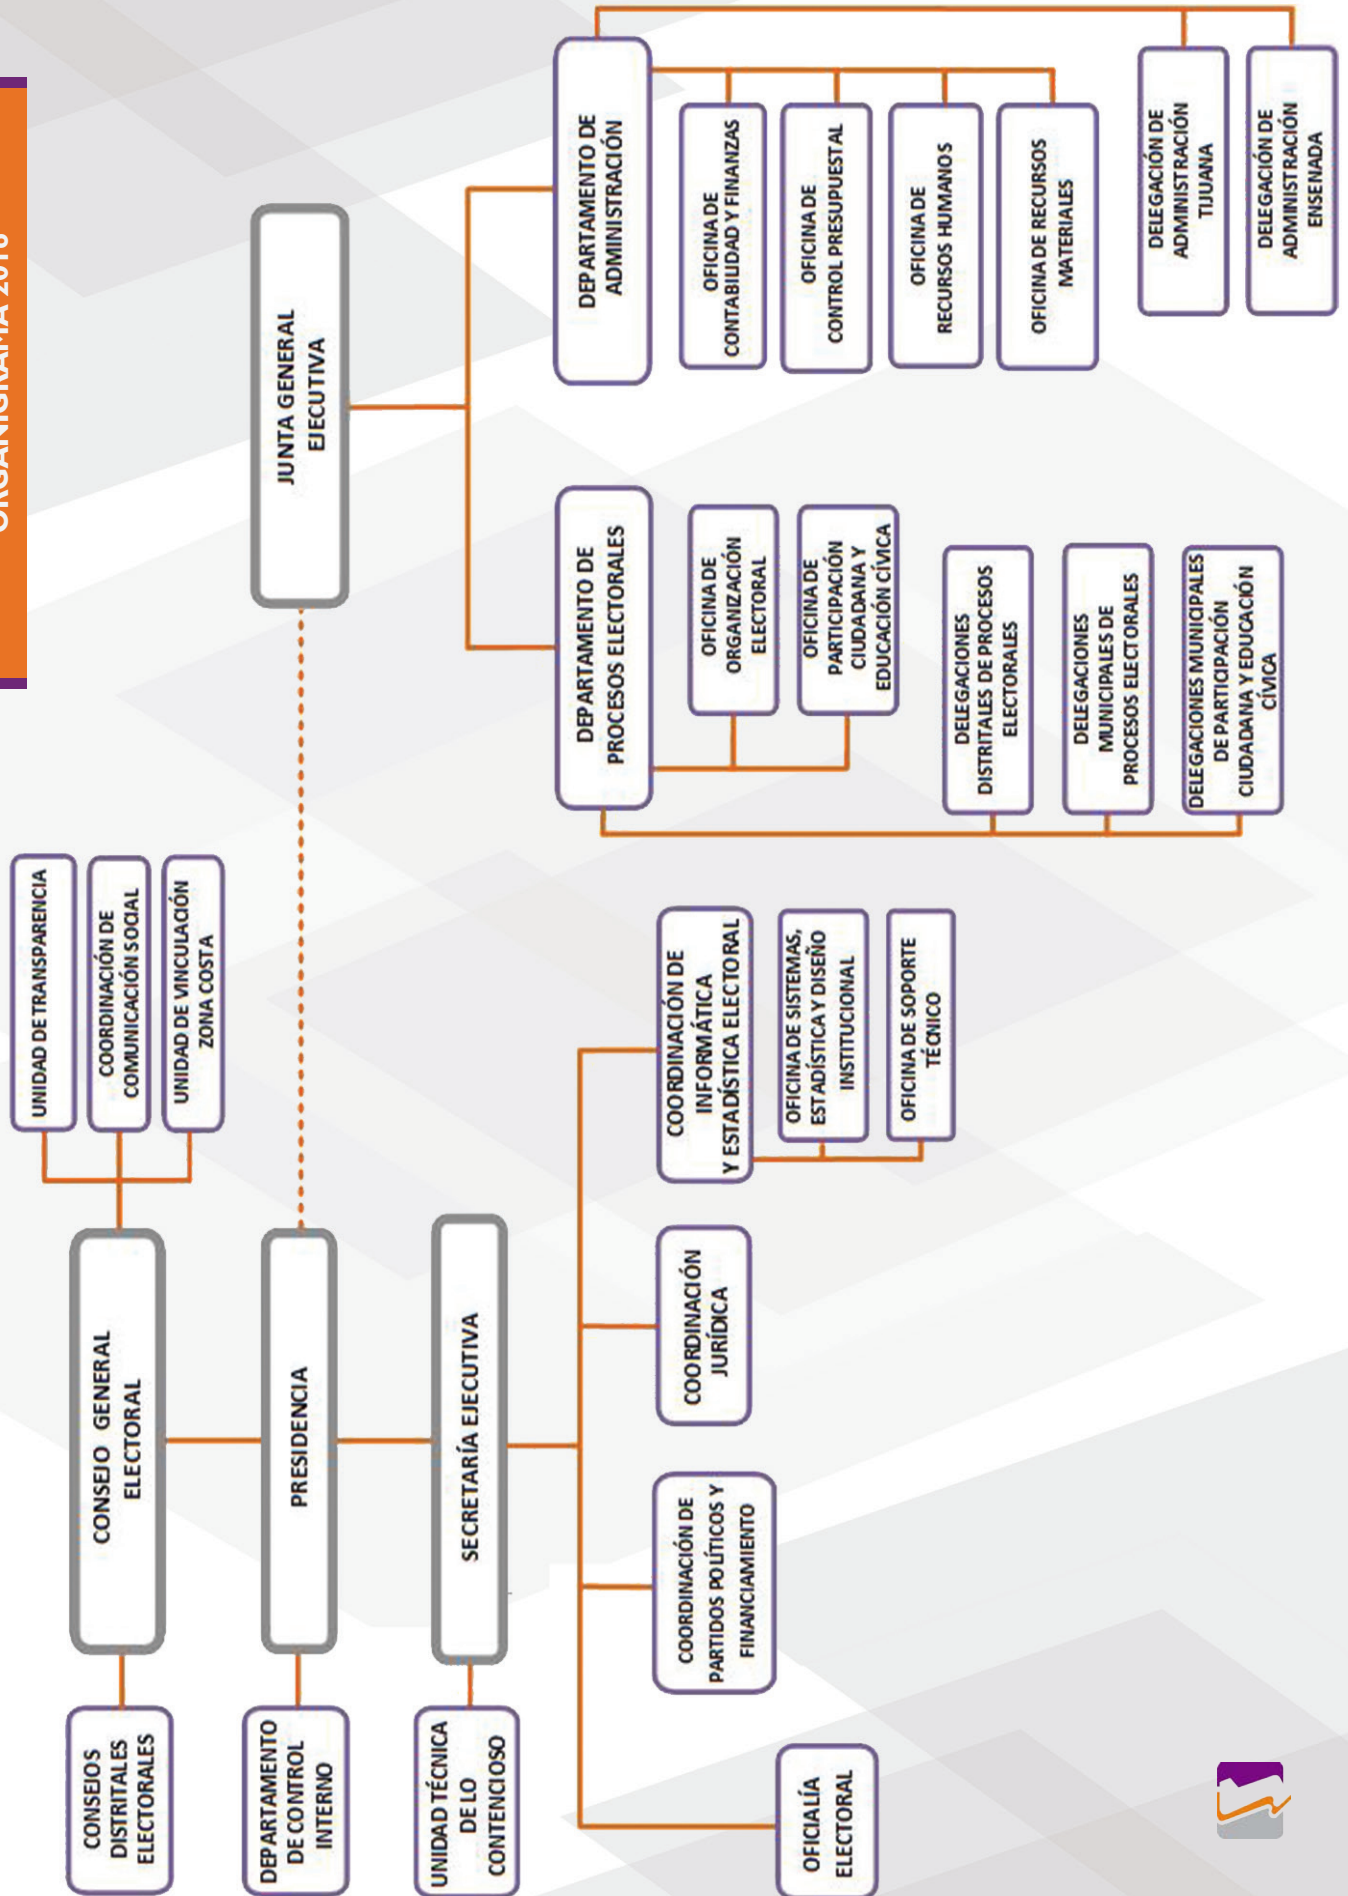 ORGANIGRAMA 2016
UNIDAD DE TRANSPARENCIA
COORDINACIÓN DE
COMUNICACIÓN SOCIAL
UNIDAD DE VINCULACIÓN
ZONA COSTA
CONSEJOS
DISTRITALES
ELECTORALES
CONSEJO GENERAL
ELECTORAL
DEPARTAMENTO
DE CONTROL
INTERNO
PRESIDENCIA
JUNTA GENERAL
EJECUTIVA
UNIDAD TÉCNICA
DE LO
CONTENCIOSO
SECRETARÍA EJECUTIVA
OFICIALÍA
ELECTORAL
COORDINACIÓN DE
PARTIDOS POLÍTICOS Y
FINANCIAMIENTO
COORDINACIÓN
JURÍDICA
COORDINACIÓN DE
INFORMÁTICA
Y ESTADÍSTICA ELECTORAL
OFICINA DE SISTEMAS,
ESTADÍSTICA Y DISEÑO
INSTITUCIONAL
OFICINA DE SOPORTE
TÉCNICO
DEPARTAMENTO DE
PROCESOS ELECTORALES
OFICINA DE
ORGANIZACIÓN
ELECTORAL
OFICINA DE
PARTICIPACIÓN
CIUDADANA Y
EDUCACIÓN CÍVICA
DELEGACIONES
DISTRITALES DE PROCESOS
ELECTORALES
DELEGACIONES
MUNICIPALES DE
PROCESOS ELECTORALES
DELEGACIONES MUNICIPALES
DE PARTICIPACIÓN
CIUDADANA Y EDUCACIÓN
CÍVICA
DEPARTAMENTO DE
ADMINISTRACIÓN
OFICINA DE
CONTABILIDAD Y FINANZAS
OFICINA DE
CONTROL PRESUPUESTAL
OFICINA DE
RECURSOS HUMANOS
OFICINA DE RECURSOS
MATERIALES
DELEGACIÓN DE
ADMINISTRACIÓN
TIJUANA
DELEGACIÓN DE
ADMINISTRACIÓN
ENSENADA